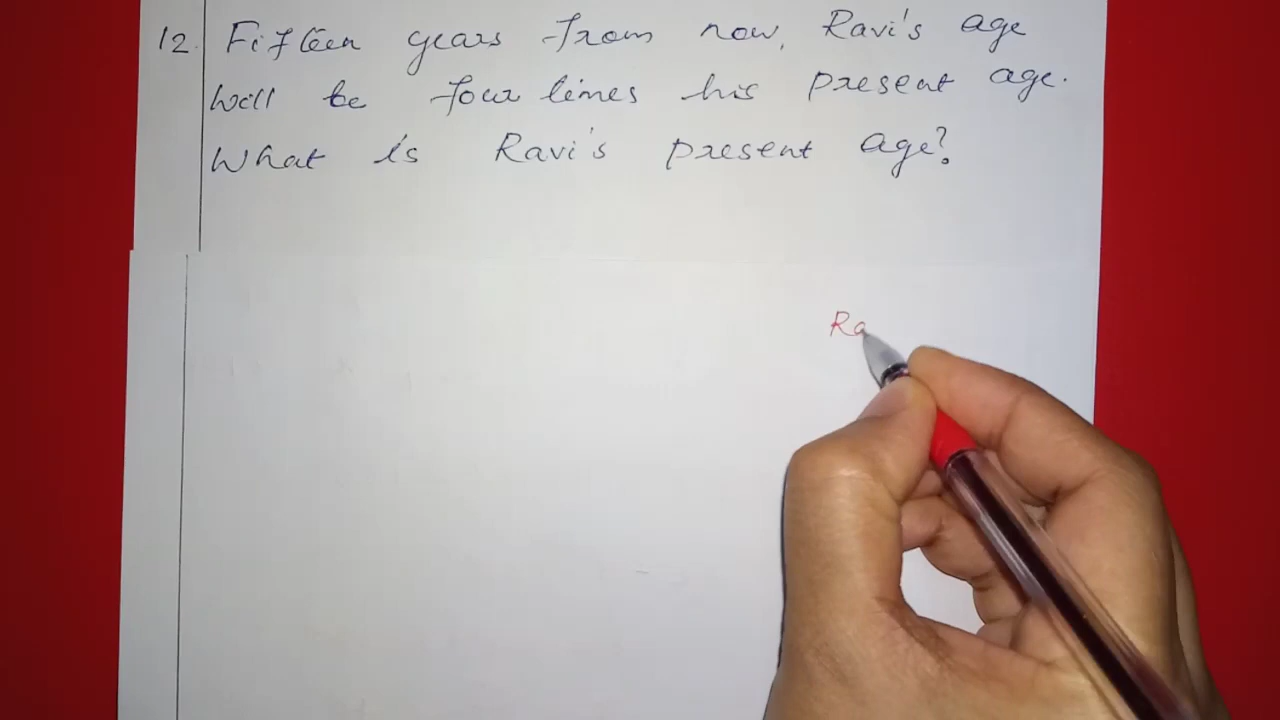 12. Fifteen years from now, Ravi's age
will be four times his present age.
What is Ravi's present age?
Ra